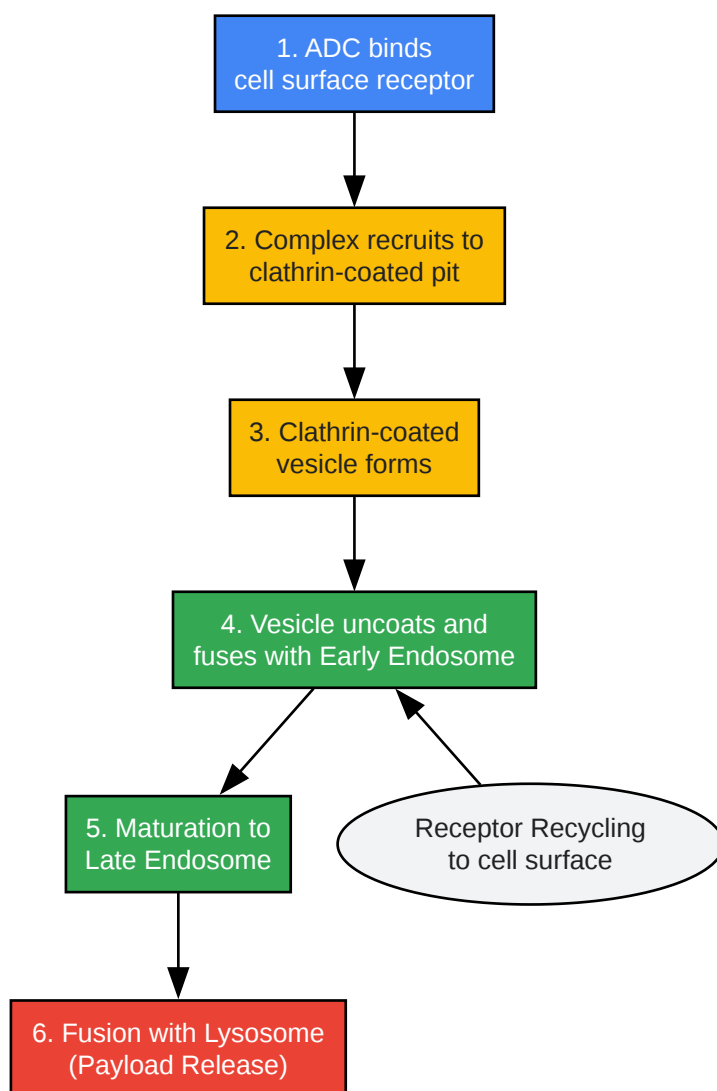 1. ADC binds
cell surface receptor
2. Complex recruits to
clathrin-coated pit
3. Clathrin-coated
vesicle forms
4. Vesicle uncoats and
fuses with Early Endosome
5. Maturation to
Late Endosome
Receptor Recycling
to cell surface
6. Fusion with Lysosome
(Payload Release)